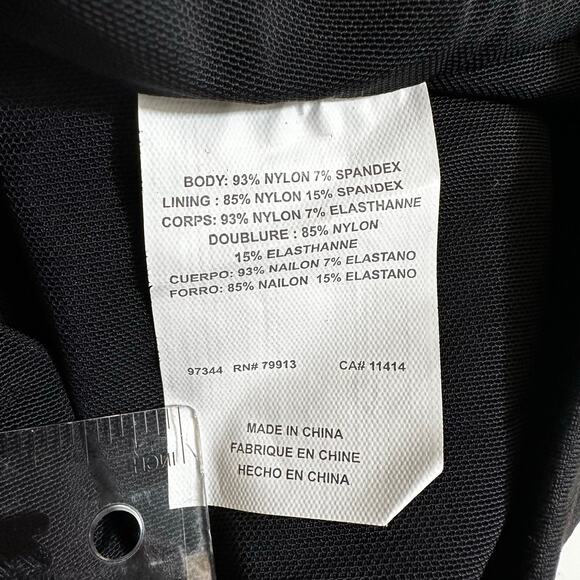 BODY: 93% NYLON 7% SPANDEX
LINING : 85% NYLON 15% SPANDEX
CORPS: 93% NYLON 7% ELASTHANNE
DOUBLURE : 85% NYLON
15% ELASTHANNE
CUERPO: 93% NAILON 7% ELASTANO
FORRO: 85% NAILON 15% ELASTANO
97344 RN# 79913 CA# 11414
MADE IN CHINA
FABRIQUE EN CHINE
HECHO EN CHINA
INCH